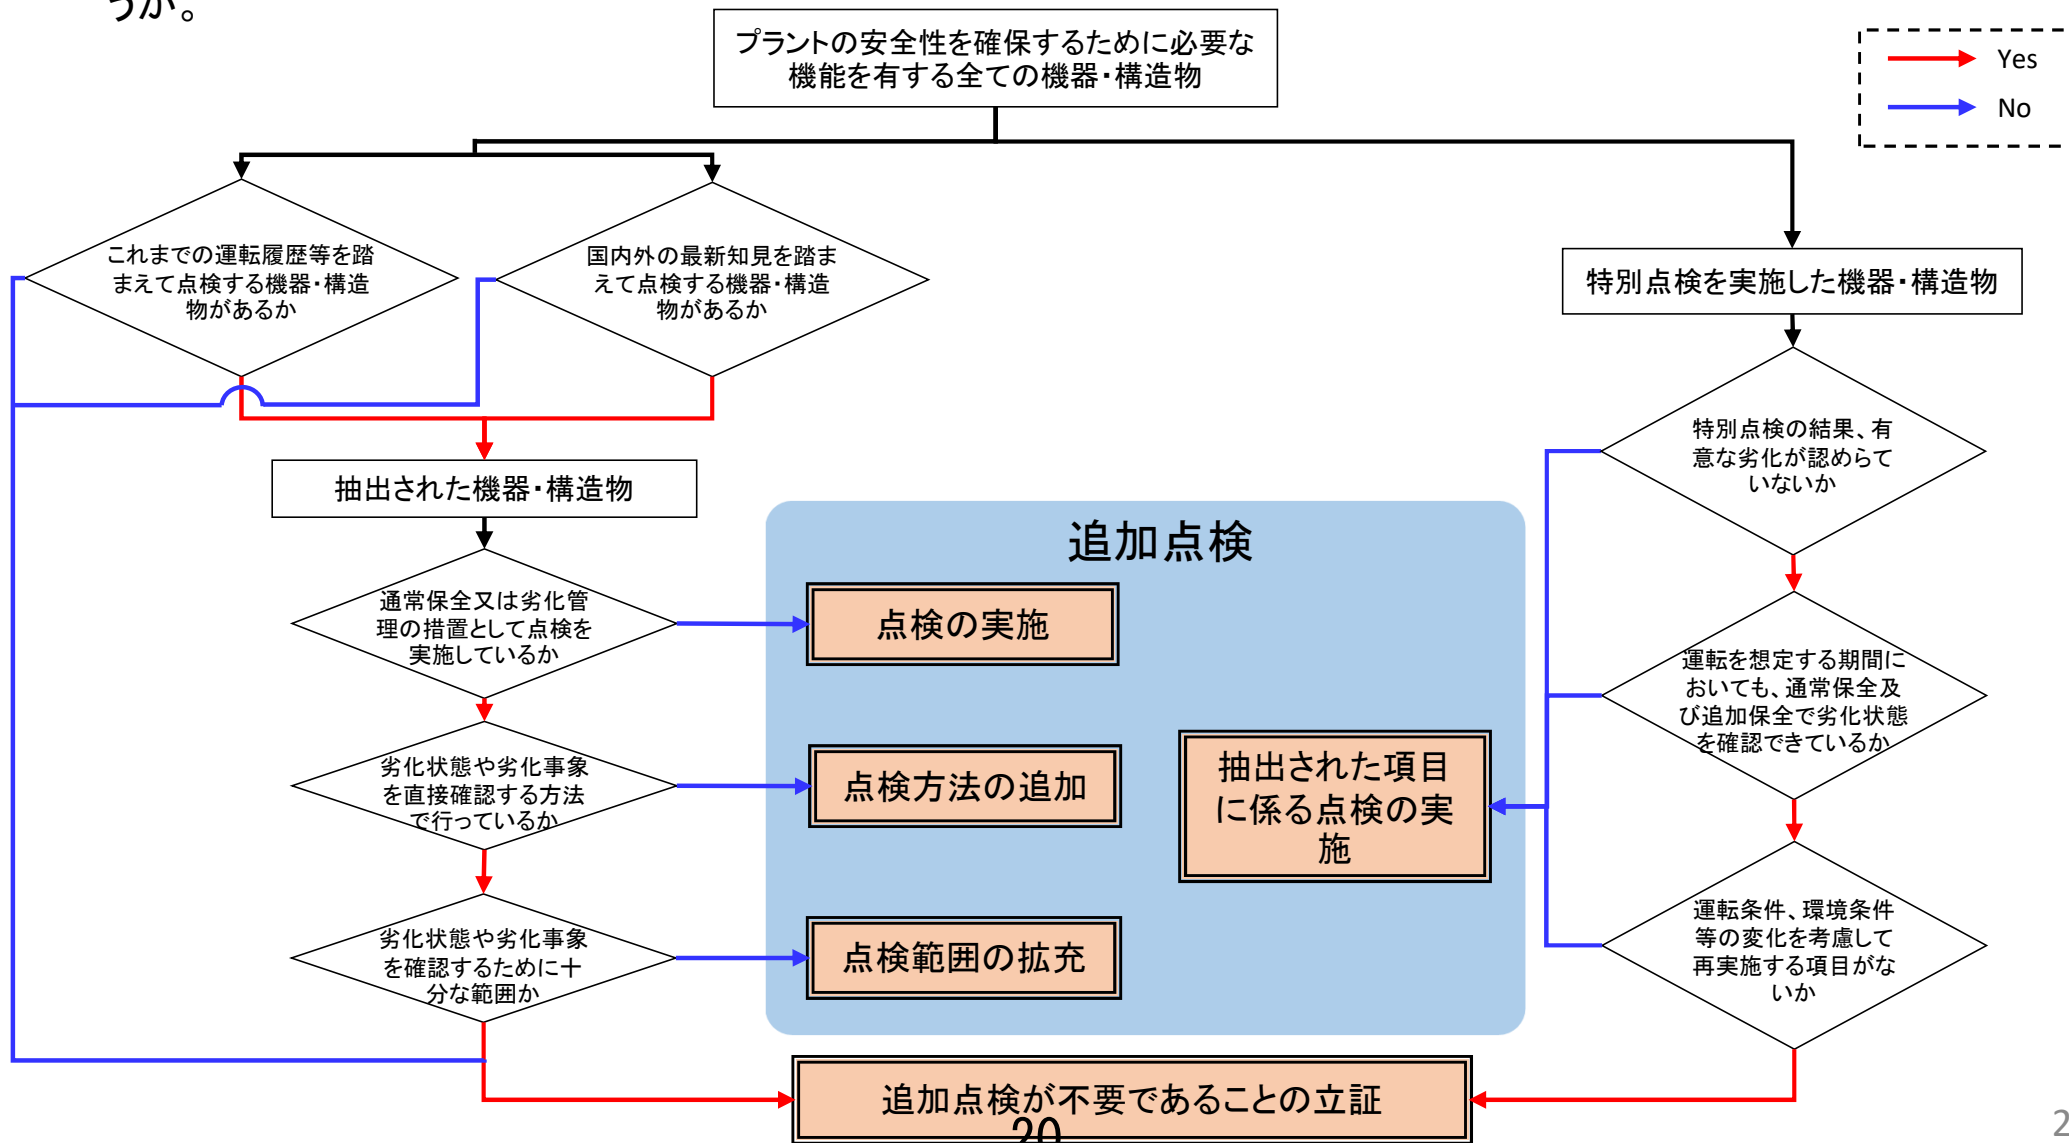 うか。
プラントの安全性を確保するために必要な
機能を有する全ての機器・構造物
Yes
No
これまでの運転履歴等を踏
まえて点検する機器・構造
物があるか
国内外の最新知見を踏ま
えて点検する機器・構造
物があるか
特別点検を実施した機器・構造物
特別点検の結果、有
意な劣化が認めらて
いないか
抽出された機器・構造物
追加点検
通常保全又は劣化管
理の措置として点検を
実施しているか
点検の実施
運転を想定する期間に
おいても、通常保全及
び追加保全で劣化状態
を確認できているか
劣化状態や劣化事象
を直接確認する方法
で行っているか
点検方法の追加
抽出された項目
に係る点検の実
施
劣化状態や劣化事象
を確認するために十
分な範囲か
点検範囲の拡充
運転条件、環境条件
等の変化を考慮して
再実施する項目がな
いか
追加点検が不要であることの立証
20
2